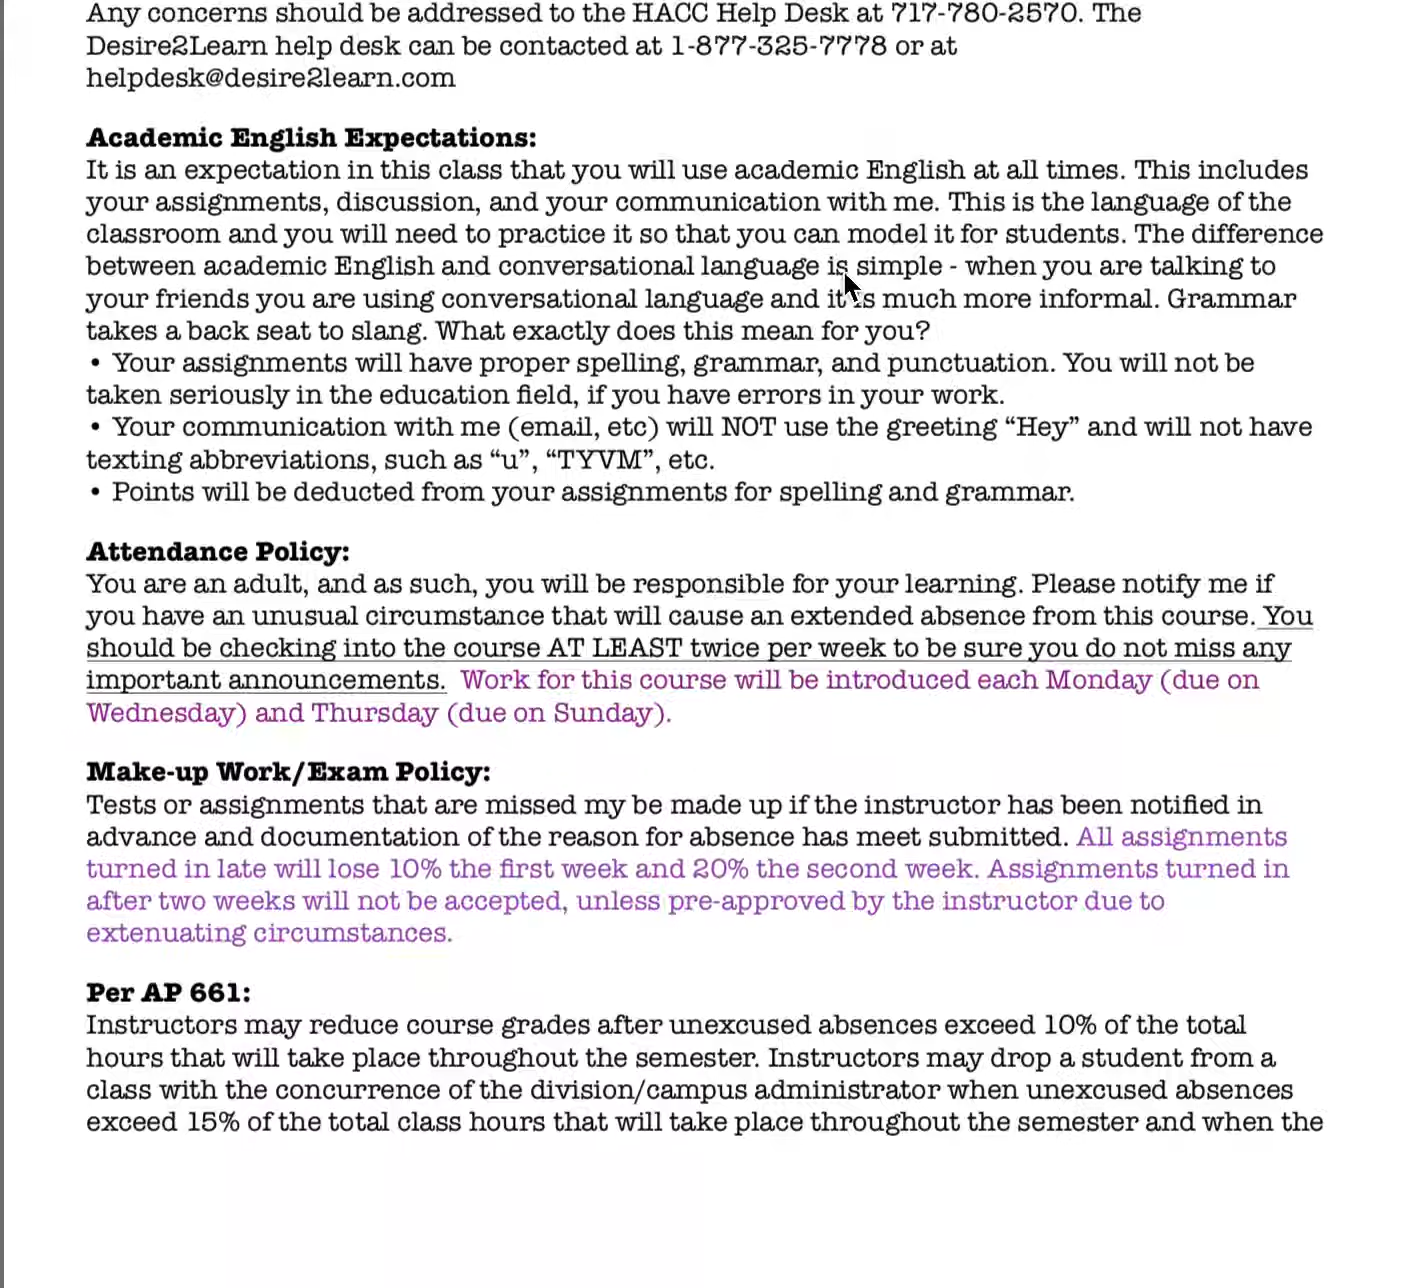 Any concerns should be addressed to the HACC Help Desk at 717-780-2570. The
Desire2Learn help desk can be contacted at 1-877-325-7778 or at
helpdesk@desire2learn.com
Academic English Expectations:
It is an expectation in this class that you will use academic English at all times. This includes
your assignments, discussion, and your communication with me. This is the language of the
classroom and you will need to practice it so that you can model it for students. The difference
between academic English and conversational language is simple - when you are talking to
your friends you are using conversational language and it is much more informal. Grammar
takes a back seat to slang. What exactly does this mean for you?
• Your assignments will have proper spelling, grammar, and punctuation. You will not be
taken seriously in the education field, if you have errors in your work.
• Your communication with me (email, etc) will NOT use the greeting “Hey” and will not have
texting abbreviations, such as “u”, “TYVM”, etc.
• Points will be deducted from your assignments for spelling and grammar.
Attendance Policy:
You are an adult, and as such, you will be responsible for your learning. Please notify me if
you have an unusual circumstance that will cause an extended absence from this course. You
should be checking into the course AT LEAST twice per week to be sure you do not miss any
important announcements. Work for this course will be introduced each Monday (due on
Wednesday) and Thursday (due on Sunday).
Make-up Work/Exam Policy:
Tests or assignments that are missed my be made up if the instructor has been notified in
advance and documentation of the reason for absence has meet submitted. All assignments
turned in late will lose 10% the first week and 20% the second week. Assignments turned in
after two weeks will not be accepted, unless pre-approved by the instructor due to
extenuating circumstances.
Per AP 661:
Instructors may reduce course grades after unexcused absences exceed 10% of the total
hours that will take place throughout the semester. Instructors may drop a student from a
class with the concurrence of the division/campus administrator when unexcused absences
exceed 15% of the total class hours that will take place throughout the semester and when the